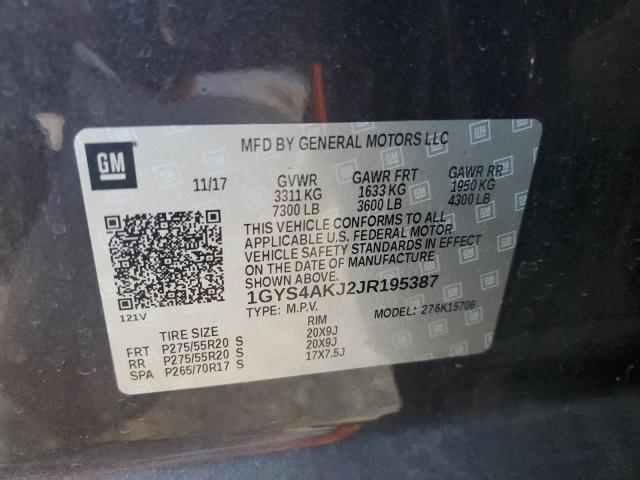 GM
MFD BY GENERAL MOTORS LLC
11/17 GVWR GAWR FRT GAWR RR
3311 KG 1633 KG 1950 KG
7300 LB 3600 LB 4300 LB
THIS VEHICLE CONFORMS TO ALL
APPLICABLE U.S. FEDERAL MOTOR
VEHICLE SAFETY STANDARDS IN EFFECT
ON THE DATE OF MANUFACTURE
SHOWN ABOVE.
1GYS4AKJ2JR195387
121V
TYPE: M.P.V. MODEL: 276K15706
TIRE SIZE RIM
FRT P275/55R20 S 20X9J
RR P275/55R20 S 20X9J
SPA P265/70R17 S 17X7.5J